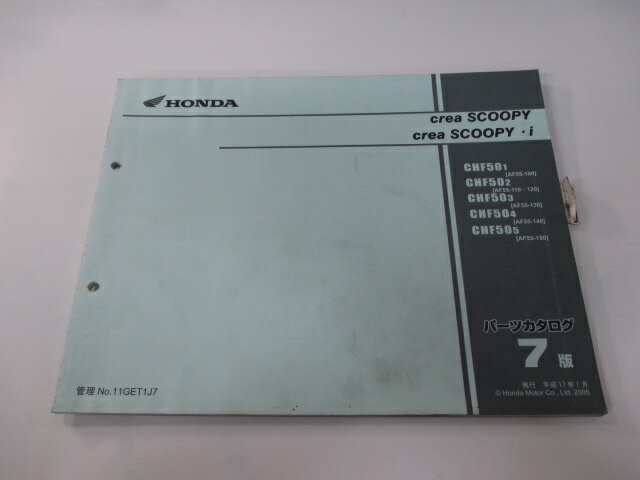 HONDA
crea SCOOPY
crea SCOOPY・i
CHF501
[AF55-100]
CHF502
[AF55-110・120]
CHF503
[AF55-130]
CHF504
[AF55-140]
CHF505
[AF55-150]
パーツカタログ
7版
発行 平成17年1月
© Honda Motor Co., Ltd. 2005
管理 No.11GET1J7